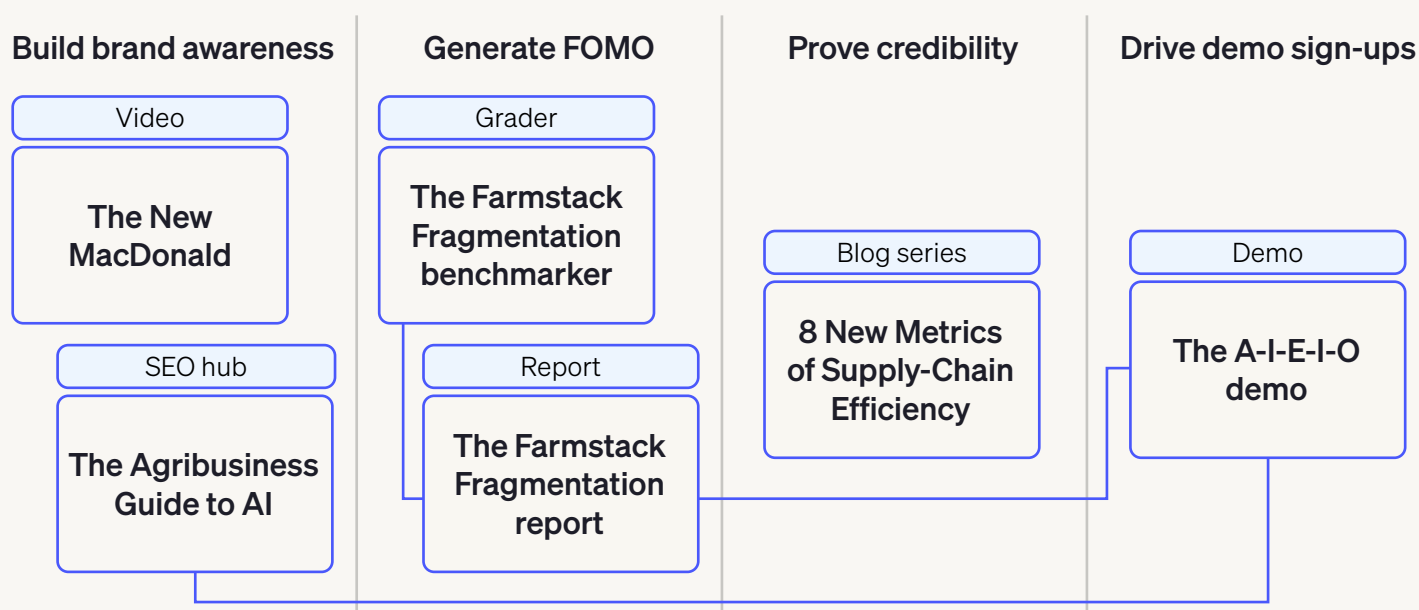 Build brand awareness
Video
The New
MacDonald
SEO hub
The Agribusiness
Guide to AI
Generate FOMO
Grader
The Farmstack
Fragmentation
benchmarker
Report
The Farmstack
Fragmentation
report
Prove credibility
Blog series
8 New Metrics
of Supply-Chain
Efficiency
Drive demo sign-ups
Demo
The A-I-E-I-O
demo